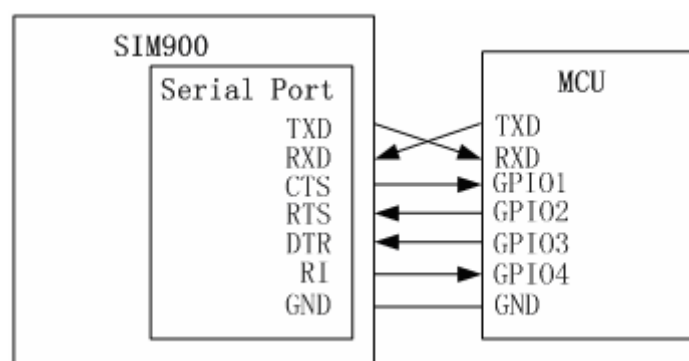 SIM900
MCU
Serial Port
TXD
RXD
CTS
RTS
DTR
RI
GND
TXD
RXD
GPIO1
GPIO2
GPIO3
GPIO4
GND